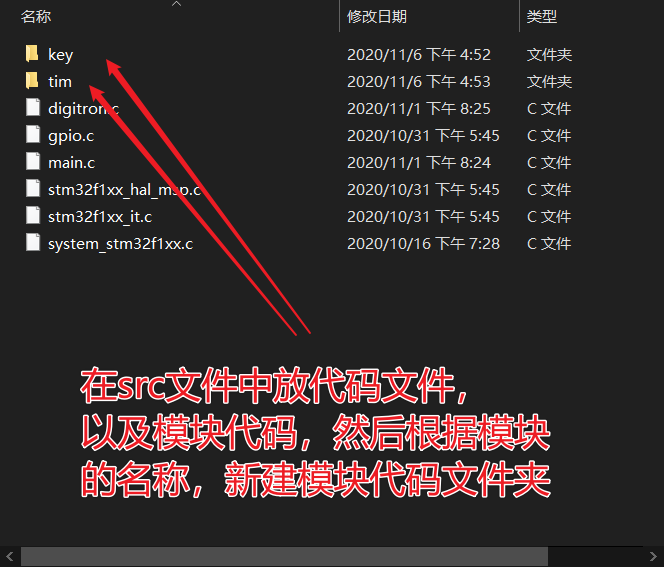 名称 修改日期 类型
key 2020/11/6 下午 4:52 文件夹
tim 2020/11/6 下午 4:53 文件夹
digitron.c 2020/11/1 下午 8:25 C 文件
gpio.c 2020/10/31 下午 5:45 C 文件
main.c 2020/11/1 下午 8:24 C 文件
stm32f1xx_hal_msp.c 2020/10/31 下午 5:45 C 文件
stm32f1xx_it.c 2020/10/31 下午 5:45 C 文件
system_stm32f1xx.c 2020/10/16 下午 7:28 C 文件
在src文件中放代码文件，
以及模块代码，然后根据模块
的名称，新建模块代码文件夹